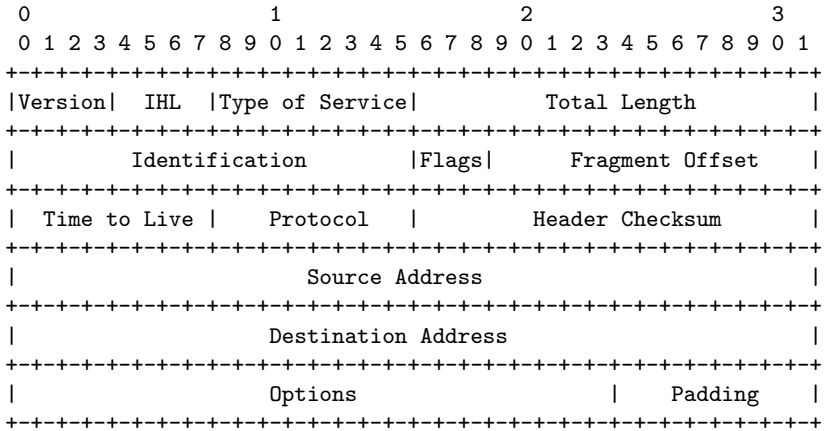 0                   1                   2                   3
 0 1 2 3 4 5 6 7 8 9 0 1 2 3 4 5 6 7 8 9 0 1 2 3 4 5 6 7 8 9 0 1
+-+-+-+-+-+-+-+-+-+-+-+-+-+-+-+-+-+-+-+-+-+-+-+-+-+-+-+-+-+-+-+-+
|Version|  IHL  |Type of Service|          Total Length         |
+-+-+-+-+-+-+-+-+-+-+-+-+-+-+-+-+-+-+-+-+-+-+-+-+-+-+-+-+-+-+-+-+
|         Identification        |Flags|      Fragment Offset    |
+-+-+-+-+-+-+-+-+-+-+-+-+-+-+-+-+-+-+-+-+-+-+-+-+-+-+-+-+-+-+-+-+
|  Time to Live |    Protocol   |         Header Checksum       |
+-+-+-+-+-+-+-+-+-+-+-+-+-+-+-+-+-+-+-+-+-+-+-+-+-+-+-+-+-+-+-+-+
|                       Source Address                          |
+-+-+-+-+-+-+-+-+-+-+-+-+-+-+-+-+-+-+-+-+-+-+-+-+-+-+-+-+-+-+-+-+
|                    Destination Address                        |
+-+-+-+-+-+-+-+-+-+-+-+-+-+-+-+-+-+-+-+-+-+-+-+-+-+-+-+-+-+-+-+-+
|                    Options                    |    Padding    |
+-+-+-+-+-+-+-+-+-+-+-+-+-+-+-+-+-+-+-+-+-+-+-+-+-+-+-+-+-+-+-+-+